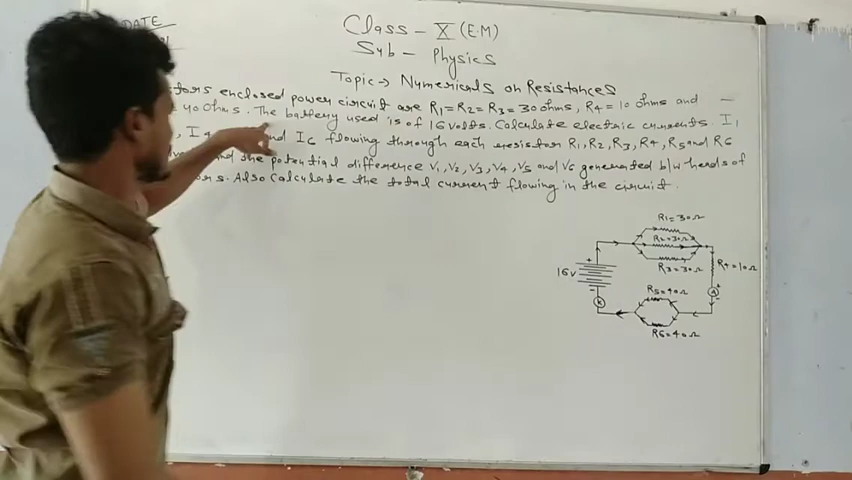 DATE
Class - X (E.M)
Sub - Physics
Topic → Numericals on Resistances
tors enclosed power circuit are R1 = R2 = R3 = 30 ohms, R4 = 10 ohms and
40 ohms. The battery used is of 16 volts. Calculate electric currents I1
, I4 nd I6 flowing through each resistor R1, R2, R3, R4, R5 and R6
and the potential difference V1, V2, V3, V4, V5 and V6 generated b/w heads of
ors. Also Calculate the total current flowing in the circuit.
R1 = 30Ω
R2 = 30Ω
R3 = 30Ω
R4 = 10Ω
16v
+
-
R5 = 40Ω
A
+
-
K
R6 = 40Ω